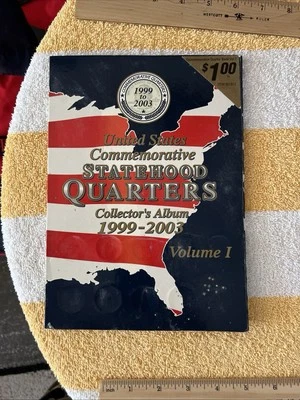 $1.00
1999
to
2003
United States
Commemorative
STATEHOOD
QUARTERS
Collector's Album
1999-2003
Volume I